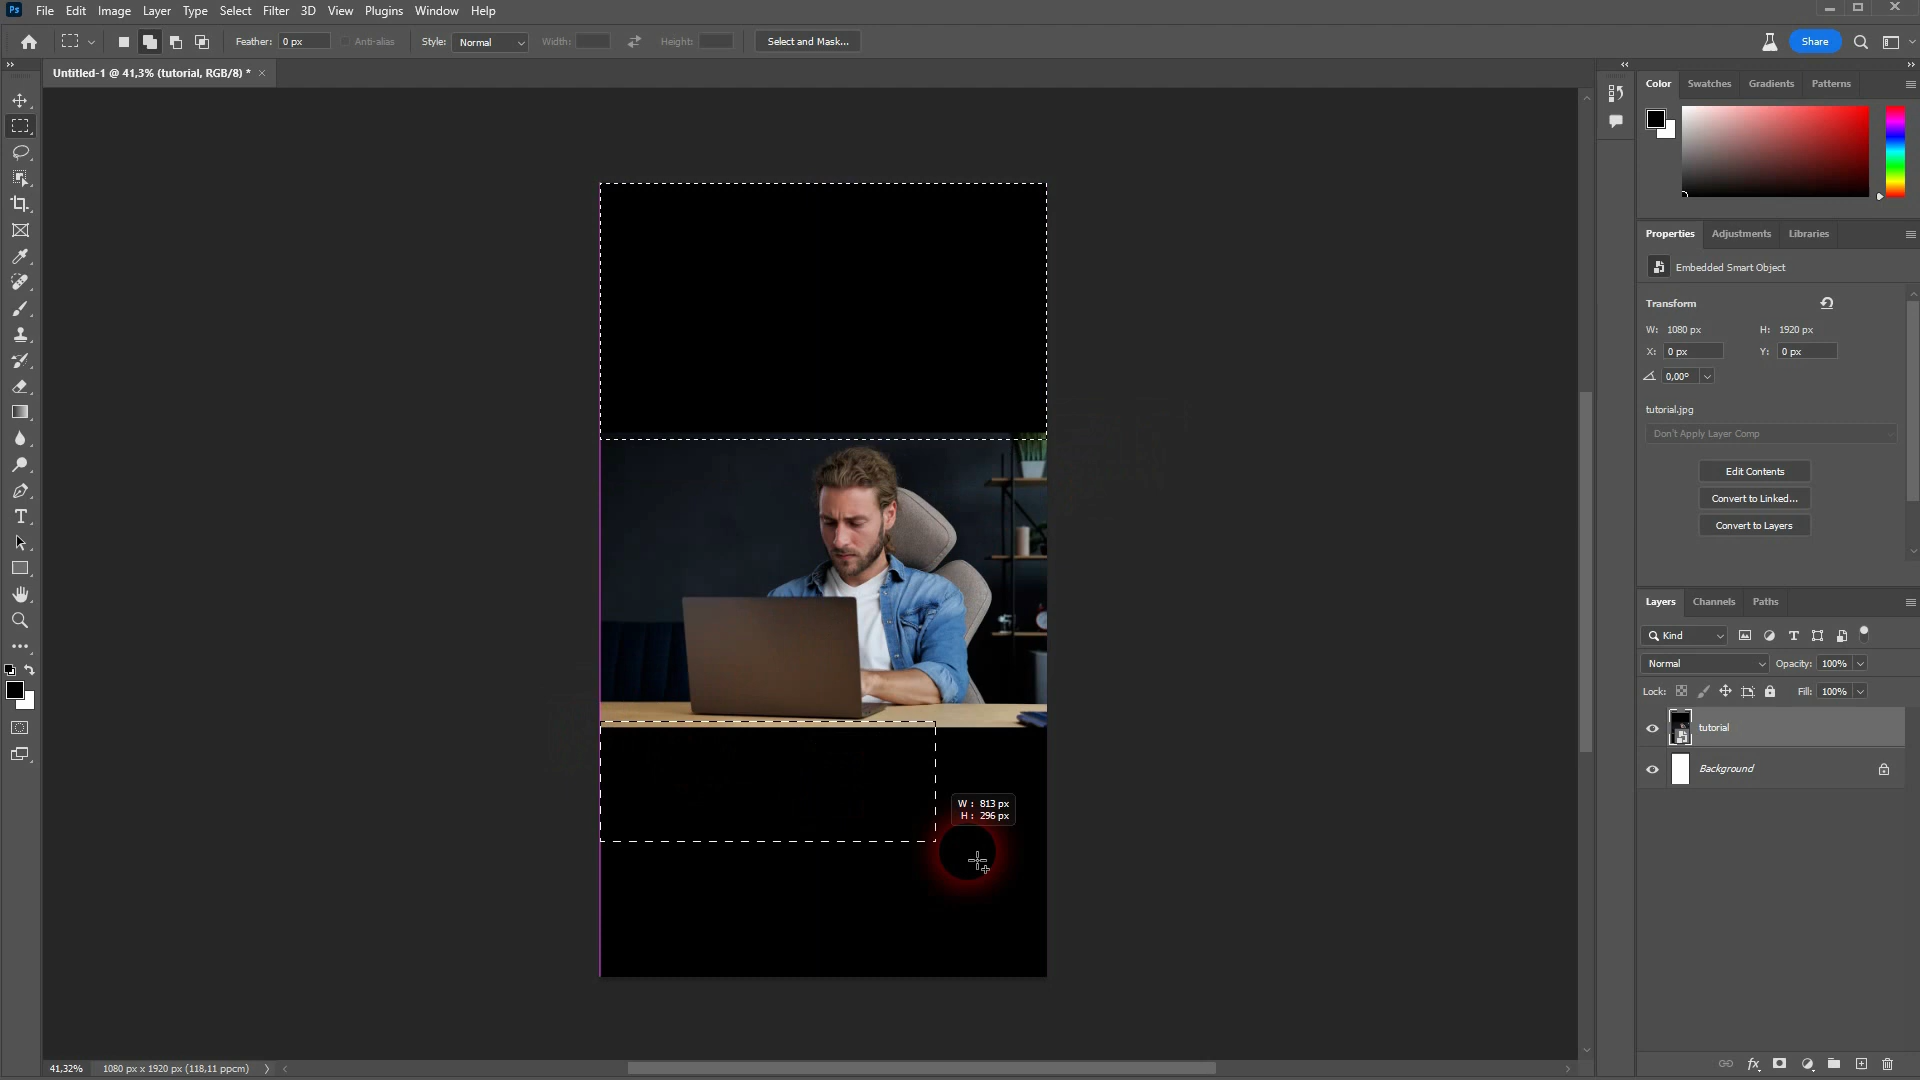 Ps File Edit Image Layer Type Select Filter 3D View Plugins Window Help
Feather: 0 px Anti-alias Style: Normal Width: Height: Select and Mask... Share
Untitled-1 @ 41,3% (tutorial, RGB/8) *
Color Swatches Gradients Patterns
Properties Adjustments Libraries
Embedded Smart Object
Transform
W: 1080 px H: 1920 px
X: 0 px Y: 0 px
0,00°
tutorial.jpg
Don't Apply Layer Comp
Edit Contents
Convert to Linked...
Convert to Layers
Layers Channels Paths
Kind
Normal Opacity: 100%
Lock: Fill: 100%
tutorial
Background
W : 813 px
H : 296 px
41,32% 1080 px x 1920 px (118,11 ppcm)